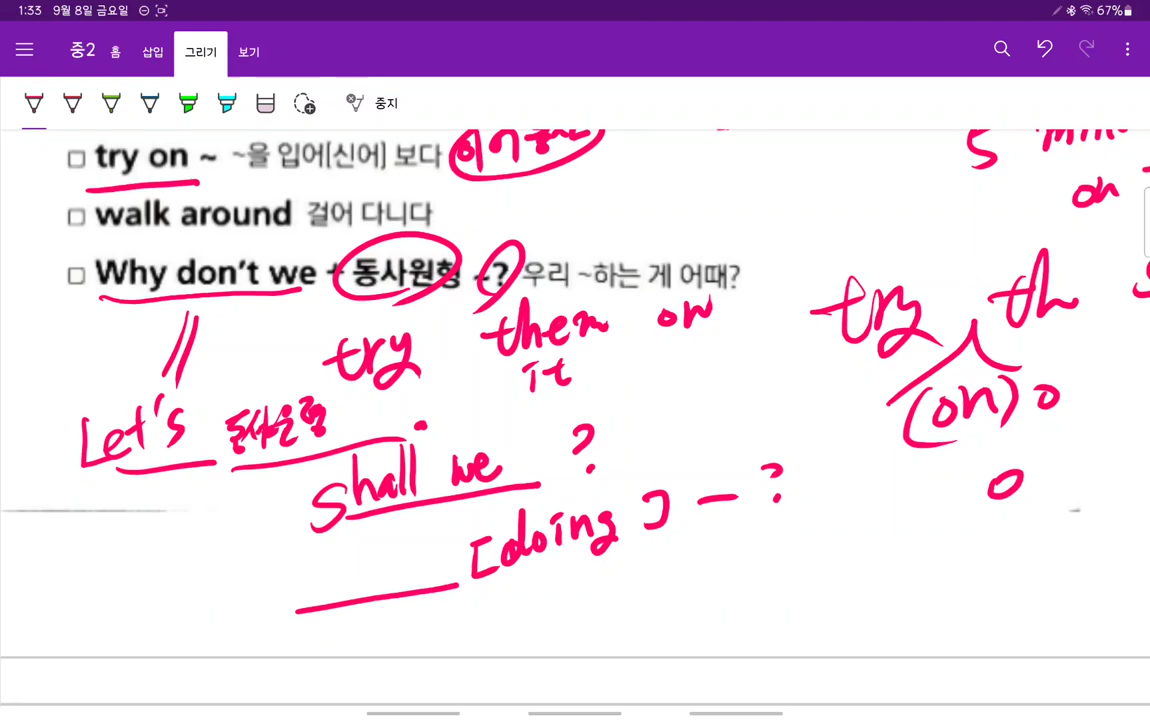 1:33 9월 8일 금요일 67%
중2 홈 삽입 그리기 보기
중지
try on ~ ~을 입어[신어] 보다
5
on
walk around 걸어 다니다
Why don't we + 동사원형 ~? 우리 ~하는 게 어때?
try them on
it
try th
(on) o
o
Let's 동사원형.
Shall we ?
[doing] — ?